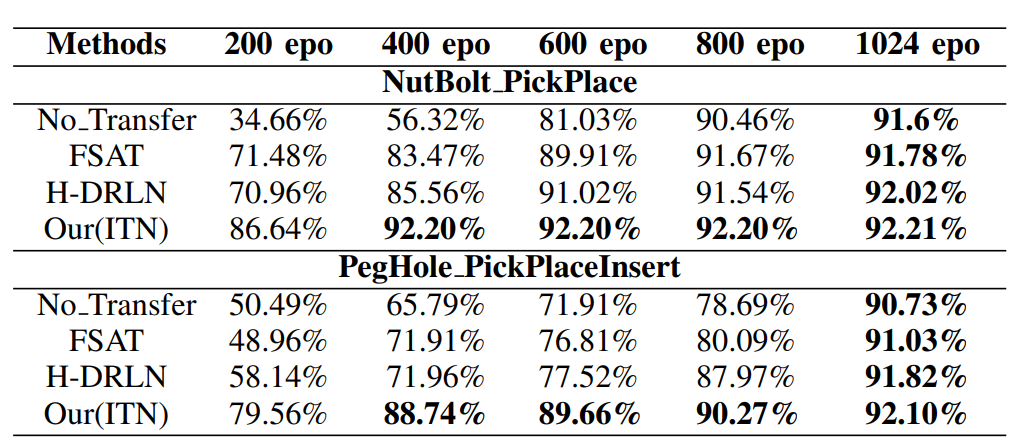 Methods 200 epo 400 epo 600 epo 800 epo 1024 epo
NutBolt_PickPlace
No_Transfer 34.66% 56.32% 81.03% 90.46% 91.6%
FSAT 71.48% 83.47% 89.91% 91.67% 91.78%
H-DRLN 70.96% 85.56% 91.02% 91.54% 92.02%
Our(ITN) 86.64% 92.20% 92.20% 92.20% 92.21%
PegHole_PickPlaceInsert
No_Transfer 50.49% 65.79% 71.91% 78.69% 90.73%
FSAT 48.96% 71.91% 76.81% 80.09% 91.03%
H-DRLN 58.14% 71.96% 77.52% 87.97% 91.82%
Our(ITN) 79.56% 88.74% 89.66% 90.27% 92.10%